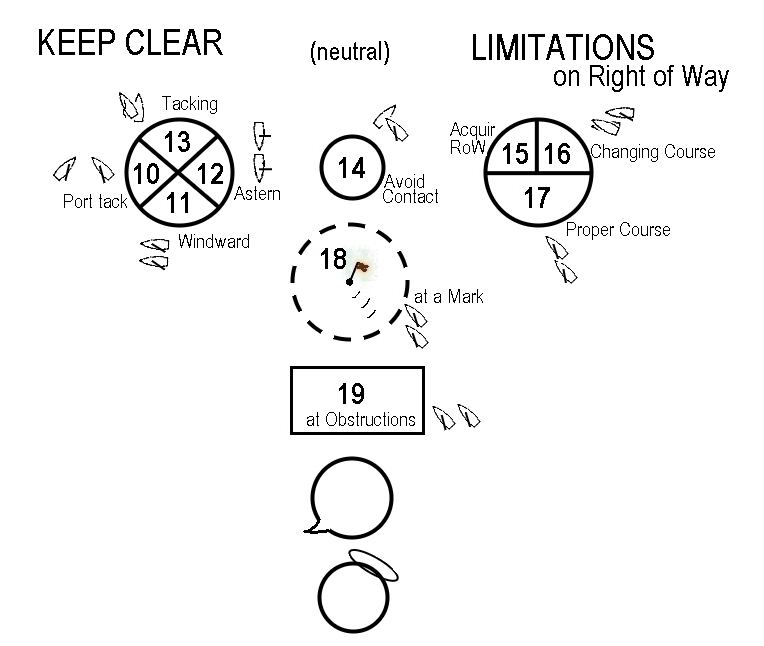 KEEP CLEAR
(neutral)
LIMITATIONS
on Right of Way
Tacking
13
10
12
11
Port tack
Astern
Windward
14
Avoid
Contact
Acquir
RoW
15
16
Changing Course
17
Proper Course
18
at a Mark
19
at Obstructions